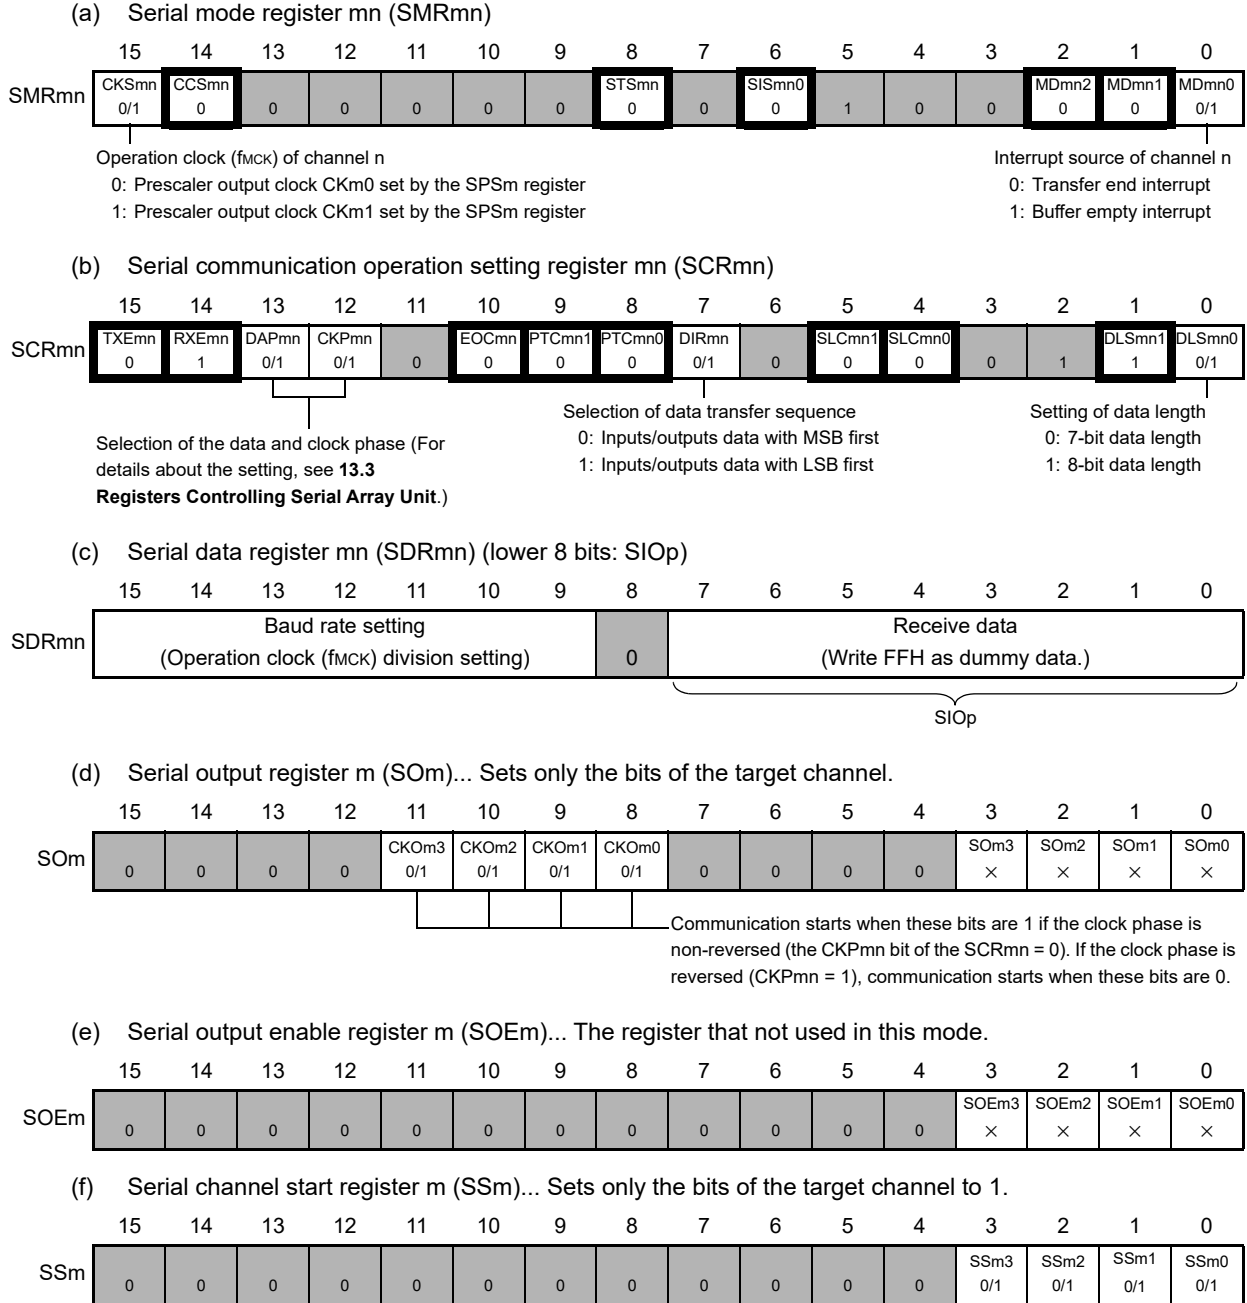 (a) Serial mode register mn (SMRmn)
15 14 13 12 11 10 9 8 7 6 5 4 3 2 1 0
SMRmn
CKSmn CCSmn STSmn SISmn0 MDmn2 MDmn1 MDmn0
0/1 0 0 0 0 0 0 0 0 0 1 0 0 0 0 0/1
Operation clock (fMCK) of channel n
0: Prescaler output clock CKm0 set by the SPSm register
1: Prescaler output clock CKm1 set by the SPSm register
Interrupt source of channel n
0: Transfer end interrupt
1: Buffer empty interrupt
(b) Serial communication operation setting register mn (SCRmn)
15 14 13 12 11 10 9 8 7 6 5 4 3 2 1 0
SCRmn
TXEmn RXEmn DAPmn CKPmn EOCmn PTCmn1 PTCmn0 DIRmn SLCmn1 SLCmn0 DLSmn1 DLSmn0
0 1 0/1 0/1 0 0 0 0 0/1 0 0 0 0 1 1 0/1
Selection of the data and clock phase (For
details about the setting, see 13.3
Registers Controlling Serial Array Unit.)
Selection of data transfer sequence
0: Inputs/outputs data with MSB first
1: Inputs/outputs data with LSB first
Setting of data length
0: 7-bit data length
1: 8-bit data length
(c) Serial data register mn (SDRmn) (lower 8 bits: SIOp)
15 14 13 12 11 10 9 8 7 6 5 4 3 2 1 0
SDRmn
Baud rate setting
(Operation clock (fMCK) division setting)
0
Receive data
(Write FFH as dummy data.)
SIOp
(d) Serial output register m (SOm)... Sets only the bits of the target channel.
15 14 13 12 11 10 9 8 7 6 5 4 3 2 1 0
SOm
CKOm3 CKOm2 CKOm1 CKOm0 SOm3 SOm2 SOm1 SOm0
0 0 0 0 0/1 0/1 0/1 0/1 0 0 0 0 × × × ×
Communication starts when these bits are 1 if the clock phase is
non-reversed (the CKPmn bit of the SCRmn = 0). If the clock phase is
reversed (CKPmn = 1), communication starts when these bits are 0.
(e) Serial output enable register m (SOEm)... The register that not used in this mode.
15 14 13 12 11 10 9 8 7 6 5 4 3 2 1 0
SOEm
SOEm3 SOEm2 SOEm1 SOEm0
0 0 0 0 0 0 0 0 0 0 0 0 × × × ×
(f) Serial channel start register m (SSm)... Sets only the bits of the target channel to 1.
15 14 13 12 11 10 9 8 7 6 5 4 3 2 1 0
SSm
SSm3 SSm2 SSm1 SSm0
0 0 0 0 0 0 0 0 0 0 0 0 0/1 0/1 0/1 0/1